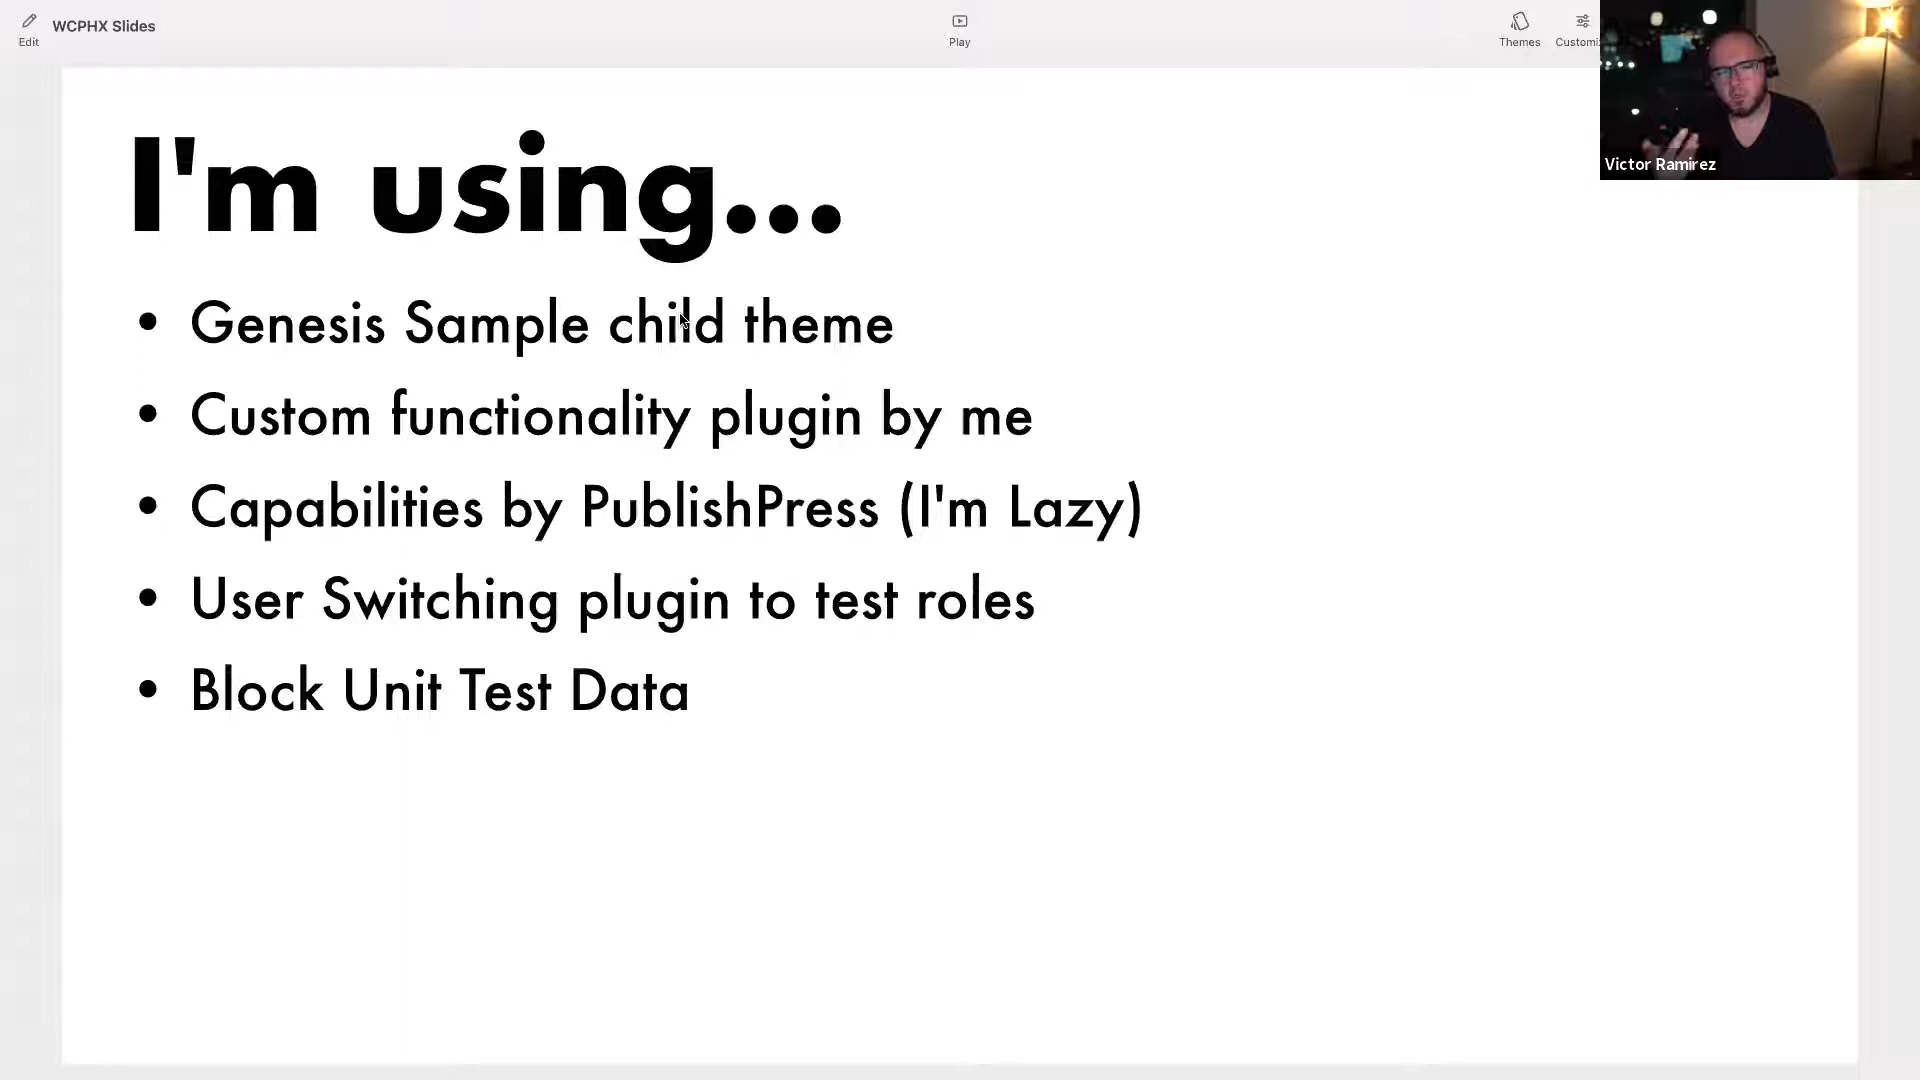 WCPHX Slides
Edit
Play
Themes
Customi
Victor Ramirez
I'm using...
• Genesis Sample child theme
• Custom functionality plugin by me
• Capabilities by PublishPress (I'm Lazy)
• User Switching plugin to test roles
• Block Unit Test Data